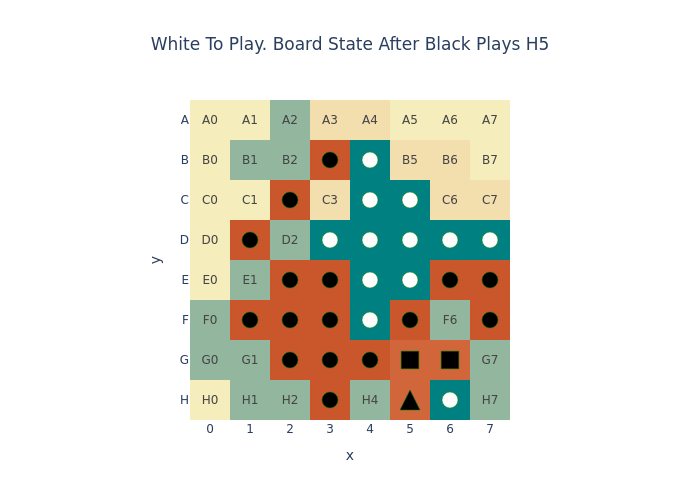 White To Play. Board State After Black Plays H5
A A0 A1 A2 A3 A4 A5 A6 A7
B B0 B1 B2 B5 B6 B7
C C0 C1 C3 C6 C7
D D0 D2
y
E E0 E1
F F0 F6
G G0 G1 G7
H H0 H1 H2 H4 H7
0 1 2 3 4 5 6 7
x